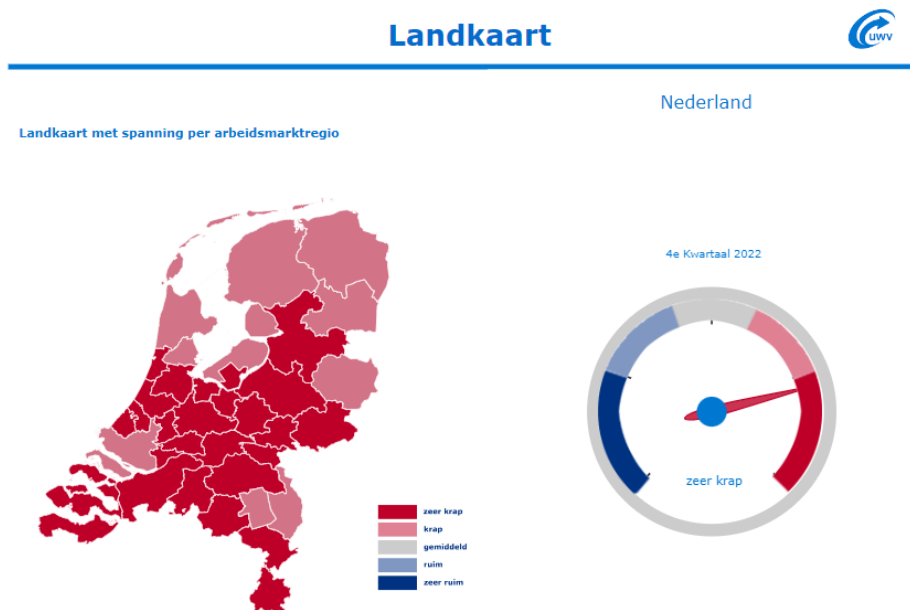 Landkaart
UWV
Nederland
Landkaart met spanning per arbeidsmarktregio
4e Kwartaal 2022
zeer krap
zeer krap
krap
gemiddeld
ruim
zeer ruim